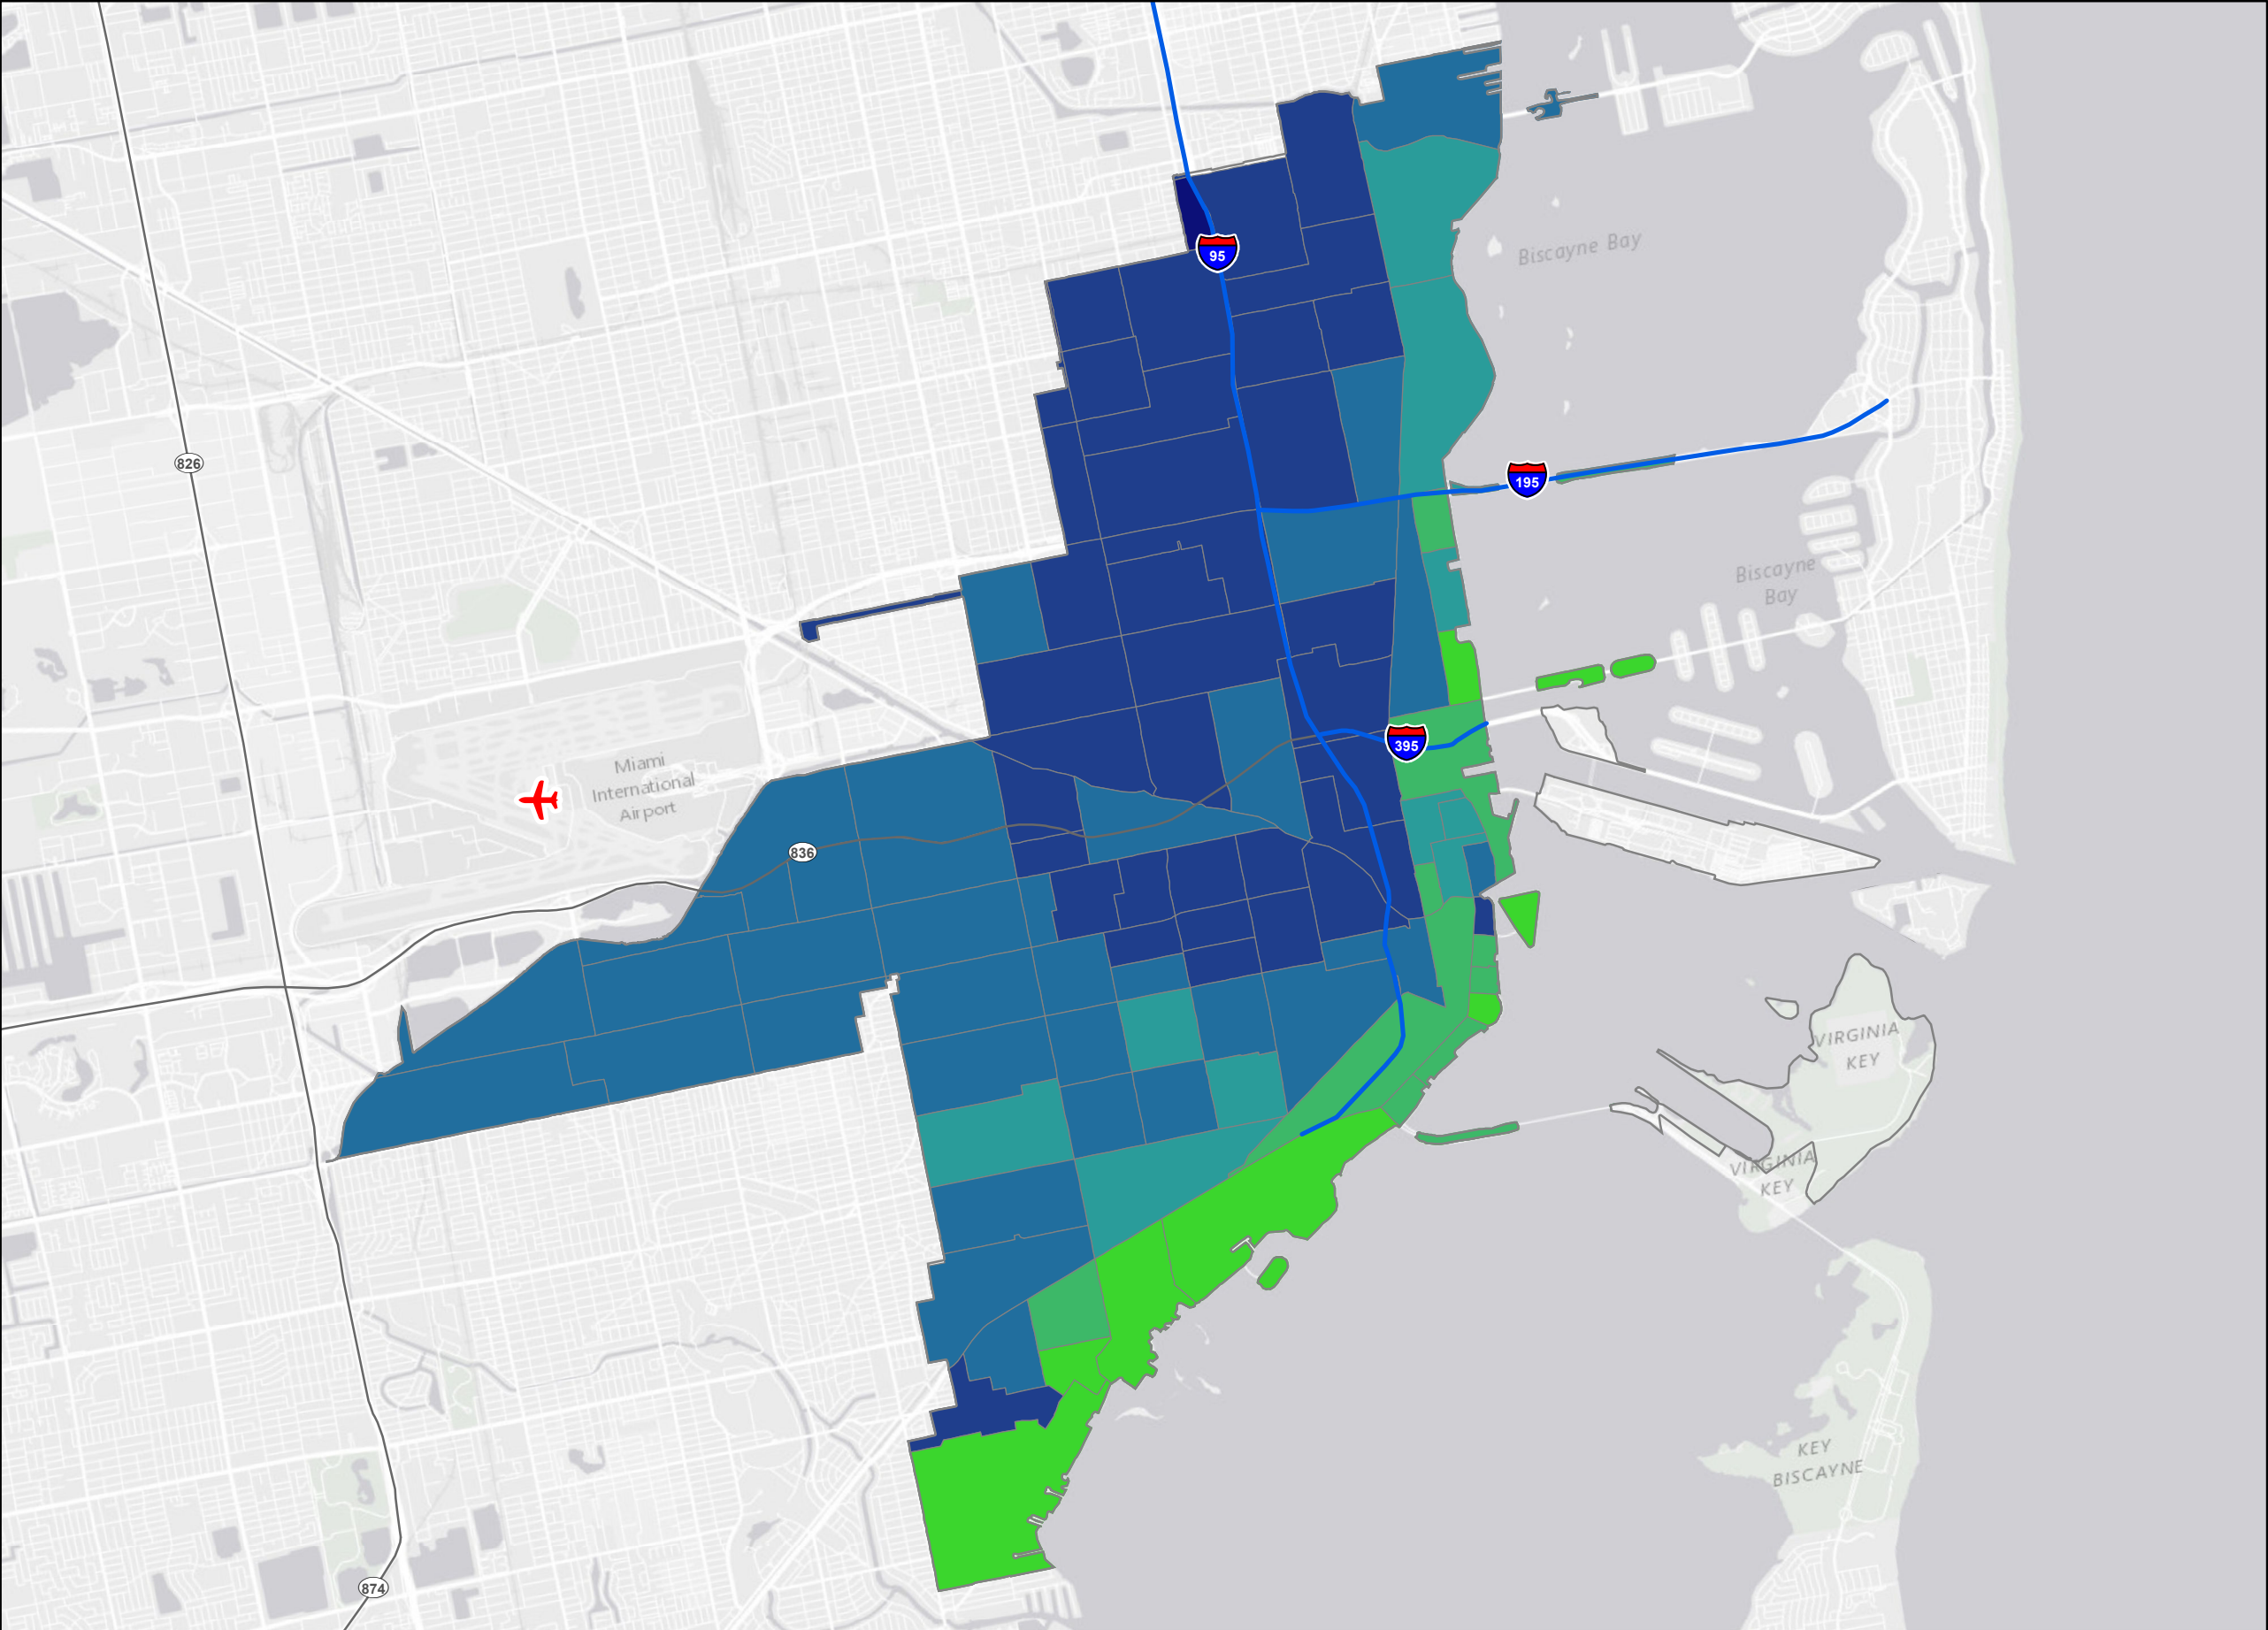 Biscayne Bay
95
826
195
Biscayne
Bay
395
Miami
International
Airport
836
VIRGINIA
KEY
VIRGINIA
KEY
KEY
BISCAYNE
874